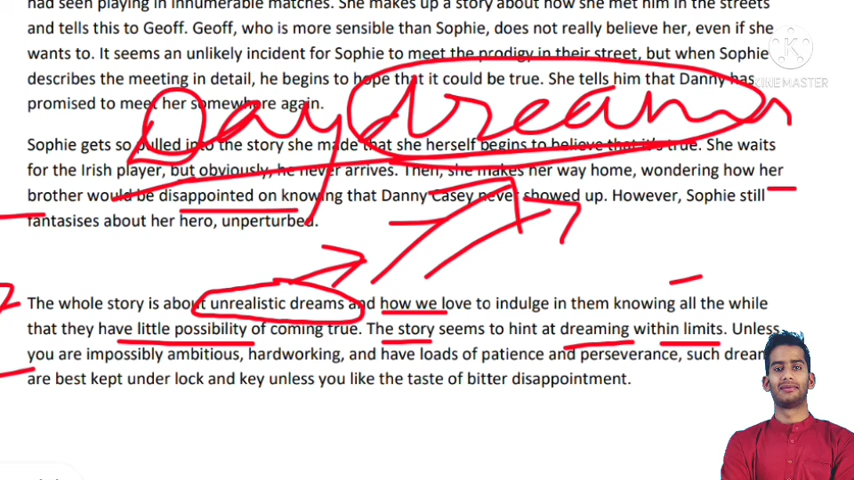 had seen playing in innumerable matches. She makes up a story about how she met him in the streets
and tells this to Geoff. Geoff, who is more sensible than Sophie, does not really believe her, even if she
wants to. It seems an unlikely incident for Sophie to meet the prodigy in their street, but when Sophie
describes the meeting in detail, he begins to hope that it could be true. She tells him that Danny has
promised to meet her somewhere again.
KINEMASTER
Daydreams
Sophie gets so pulled into the story she made that she herself begins to believe that it's true. She waits
for the Irish player, but obviously, he never arrives. Then, she makes her way home, wondering how her
brother would be disappointed on knowing that Danny Casey never showed up. However, Sophie still
fantasises about her hero, unperturbed.
The whole story is about unrealistic dreams and how we love to indulge in them knowing all the while
that they have little possibility of coming true. The story seems to hint at dreaming within limits. Unless
you are impossibly ambitious, hardworking, and have loads of patience and perseverance, such dream
are best kept under lock and key unless you like the taste of bitter disappointment.